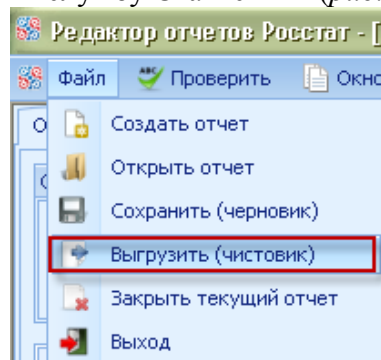 Редактор отчетов Росстат - [
Файл Проверить Окно
Создать отчет
Открыть отчет
Сохранить (черновик)
Выгрузить (чистовик)
Закрыть текущий отчет
Выход